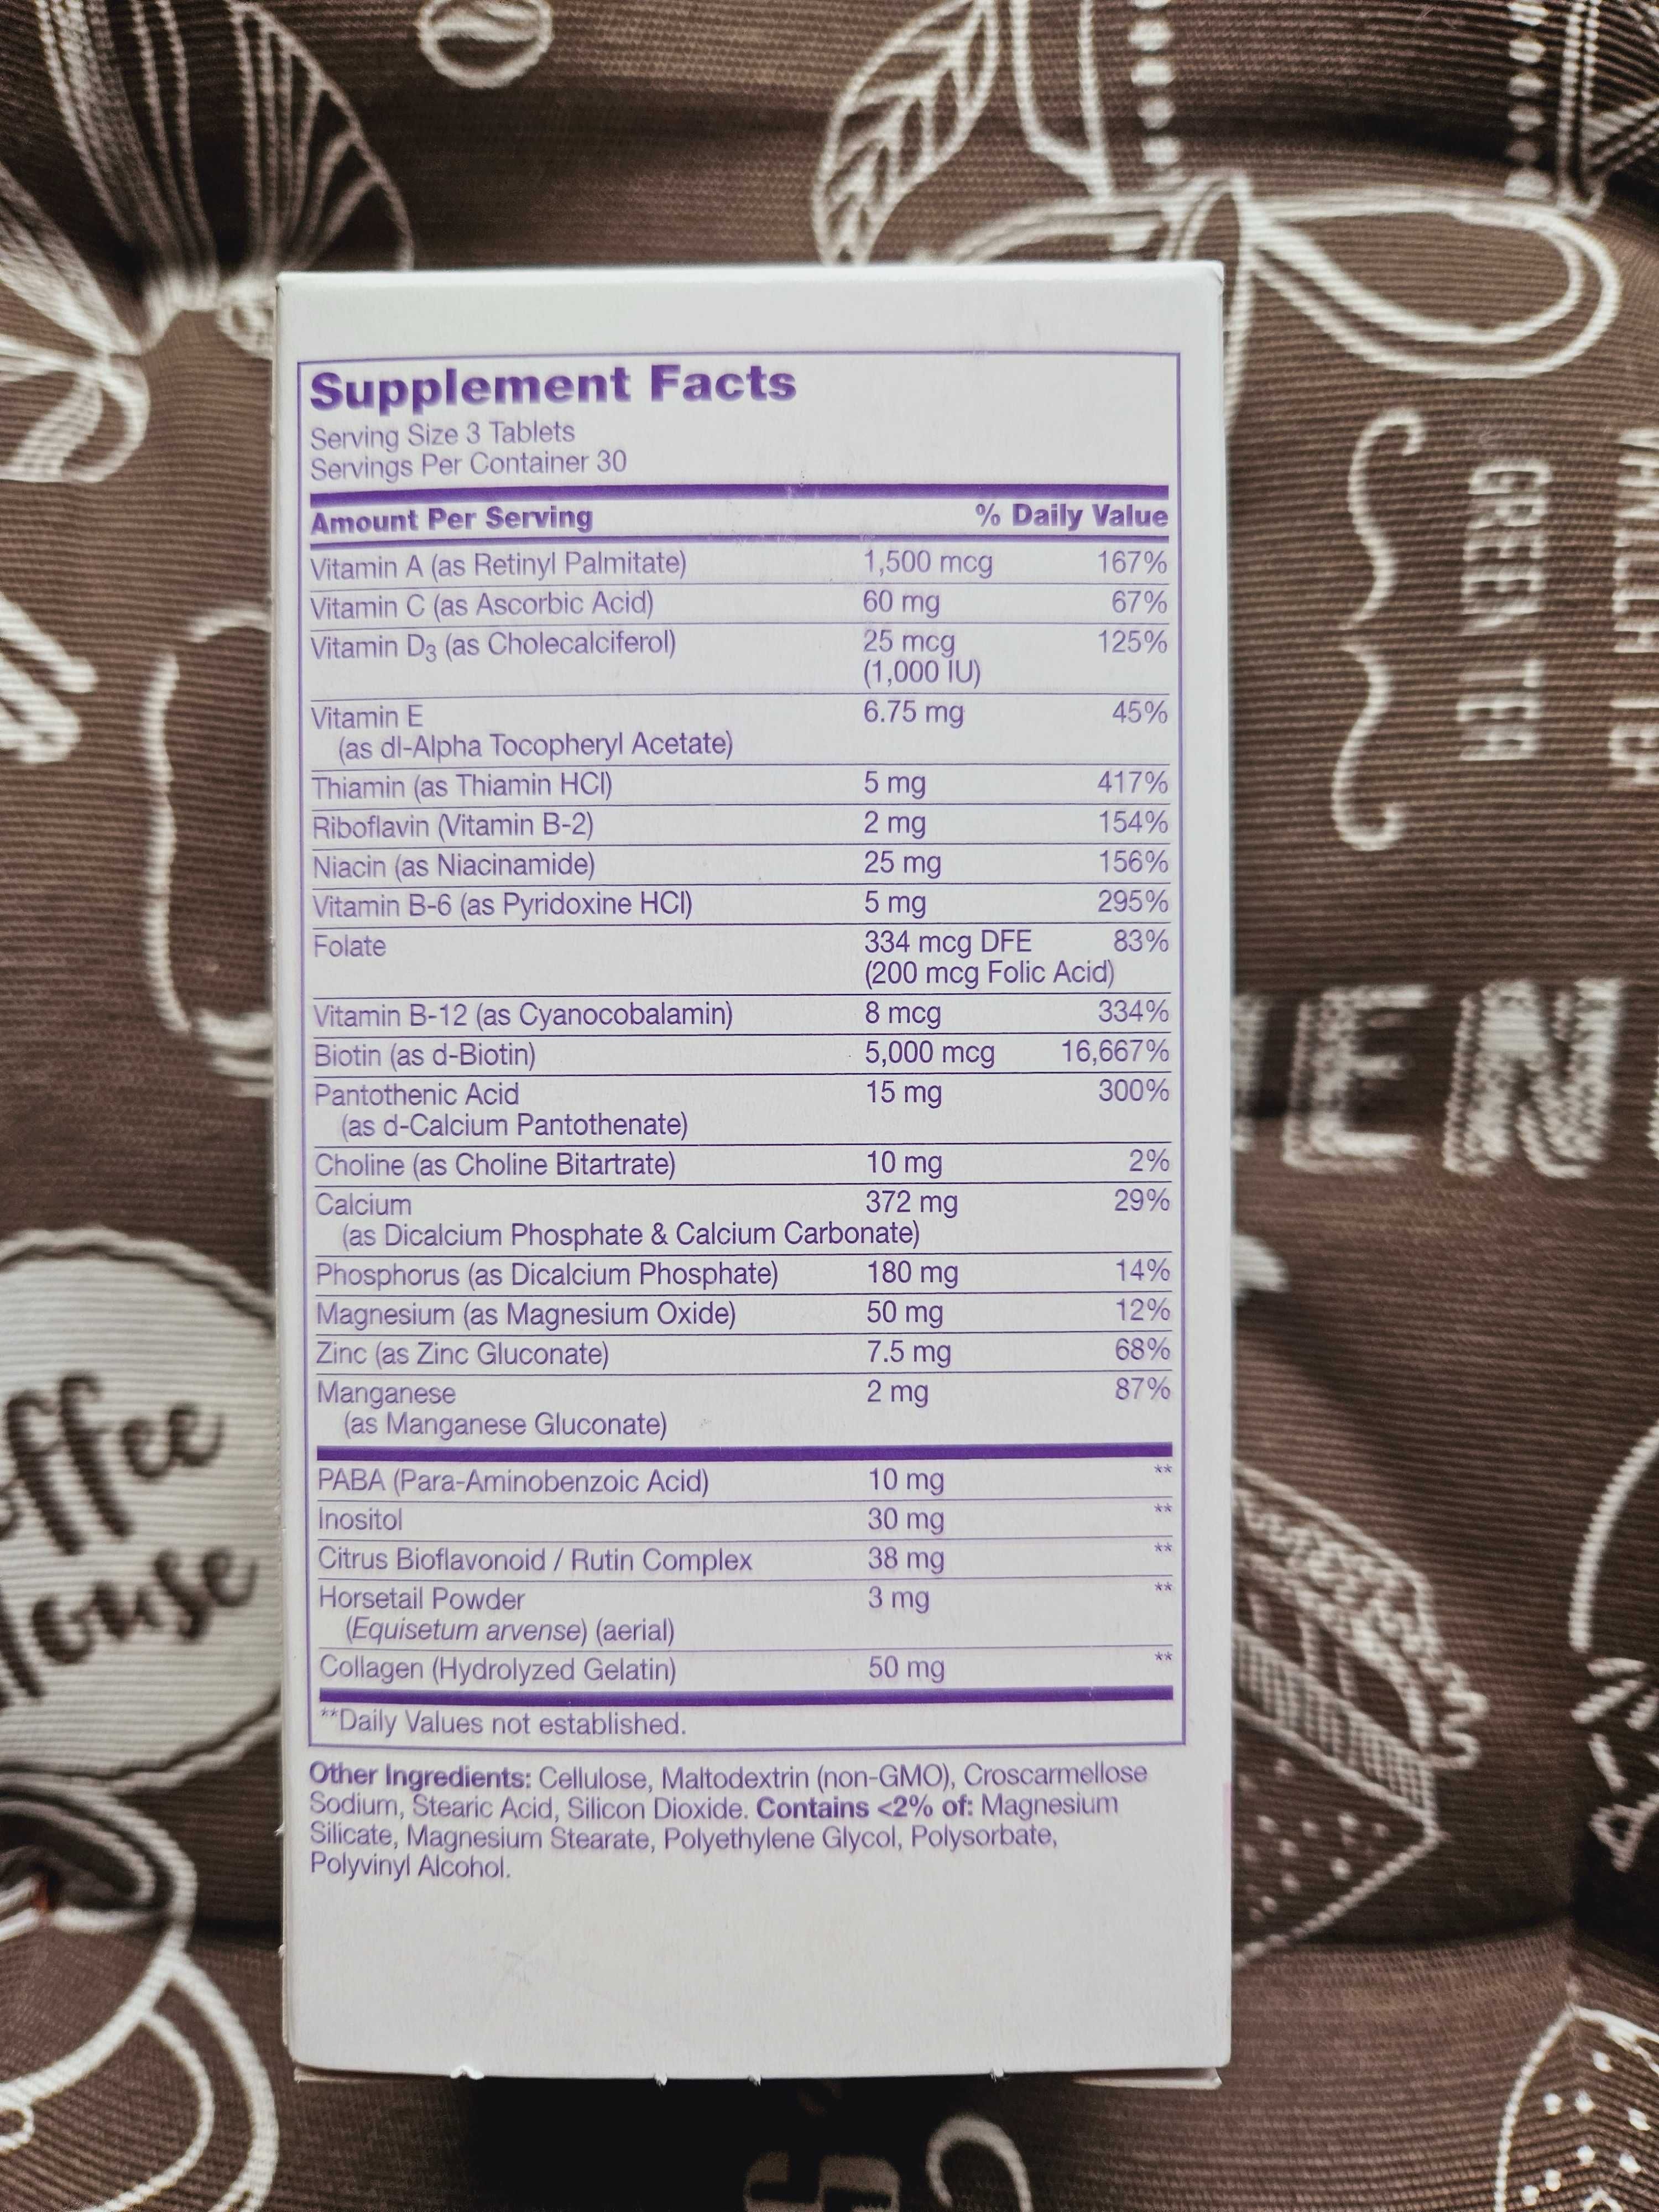 Supplement Facts
Serving Size 3 Tablets
Servings Per Container 30
Amount Per Serving % Daily Value
Vitamin A (as Retinyl Palmitate) 1,500 mcg 167%
Vitamin C (as Ascorbic Acid) 60 mg 67%
Vitamin D3 (as Cholecalciferol) 25 mcg 125%
(1,000 IU)
Vitamin E 6.75 mg 45%
(as dl-Alpha Tocopheryl Acetate)
Thiamin (as Thiamin HCl) 5 mg 417%
Riboflavin (Vitamin B-2) 2 mg 154%
Niacin (as Niacinamide) 25 mg 156%
Vitamin B-6 (as Pyridoxine HCl) 5 mg 295%
Folate 334 mcg DFE 83%
(200 mcg Folic Acid)
Vitamin B-12 (as Cyanocobalamin) 8 mcg 334%
Biotin (as d-Biotin) 5,000 mcg 16,667%
Pantothenic Acid 15 mg 300%
(as d-Calcium Pantothenate)
Choline (as Choline Bitartrate) 10 mg 2%
Calcium 372 mg 29%
(as Dicalcium Phosphate & Calcium Carbonate)
Phosphorus (as Dicalcium Phosphate) 180 mg 14%
Magnesium (as Magnesium Oxide) 50 mg 12%
Zinc (as Zinc Gluconate) 7.5 mg 68%
Manganese 2 mg 87%
(as Manganese Gluconate)
PABA (Para-Aminobenzoic Acid) 10 mg **
Inositol 30 mg **
Citrus Bioflavonoid / Rutin Complex 38 mg **
Horsetail Powder 3 mg **
(Equisetum arvense) (aerial)
Collagen (Hydrolyzed Gelatin) 50 mg **
**Daily Values not established.
Other Ingredients: Cellulose, Maltodextrin (non-GMO), Croscarmellose
Sodium, Stearic Acid, Silicon Dioxide. Contains <2% of: Magnesium
Silicate, Magnesium Stearate, Polyethylene Glycol, Polysorbate,
Polyvinyl Alcohol.
GREEN TEA